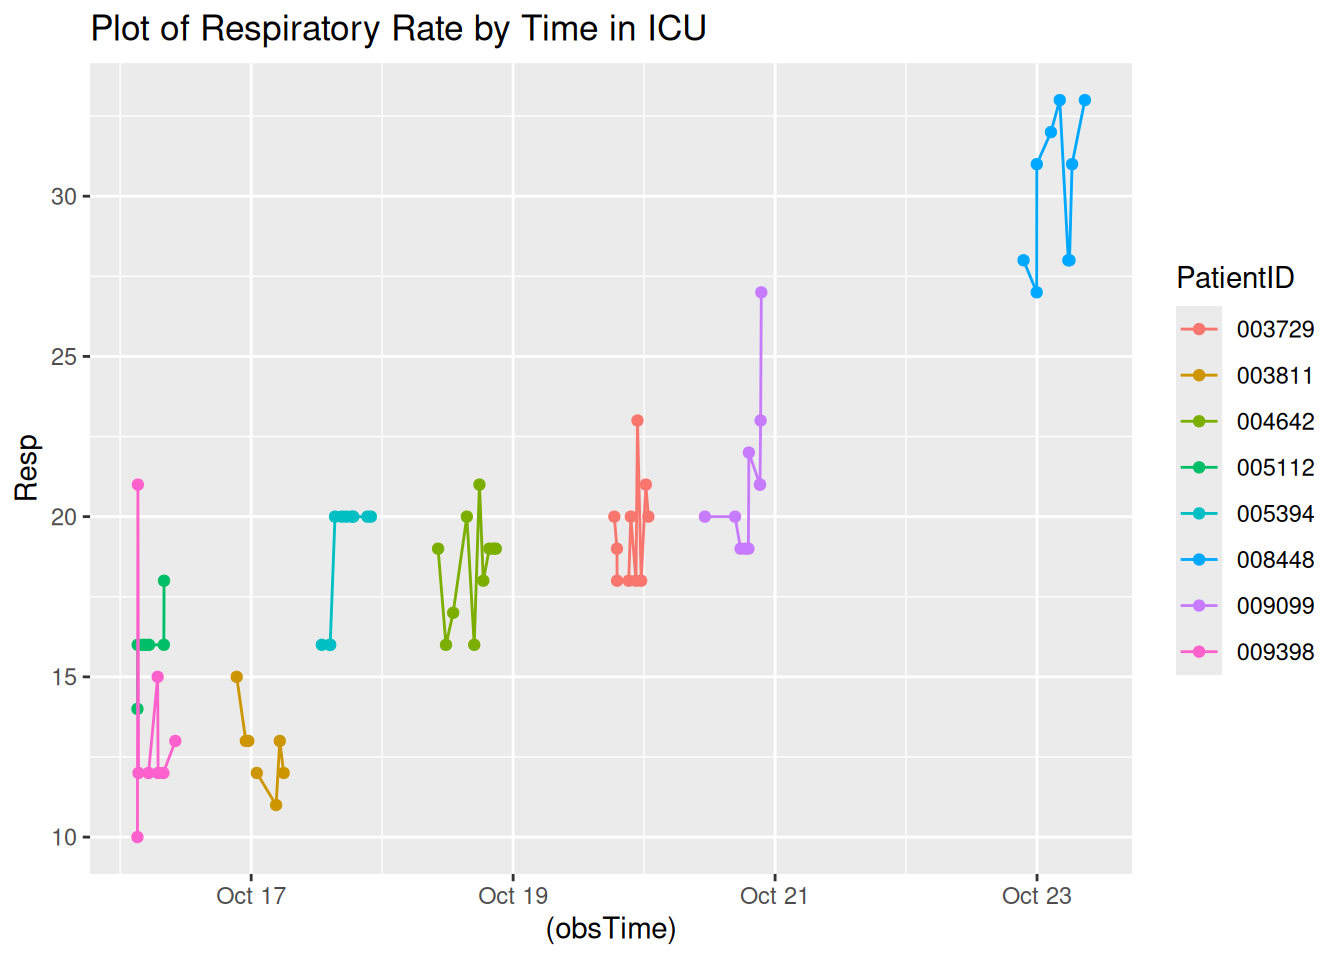 Plot of Respiratory Rate by Time in ICU
30
25
20
15
10
Resp
Oct 17
Oct 19
Oct 21
Oct 23
(obsTime)
PatientID
003729
003811
004642
005112
005394
008448
009099
009398